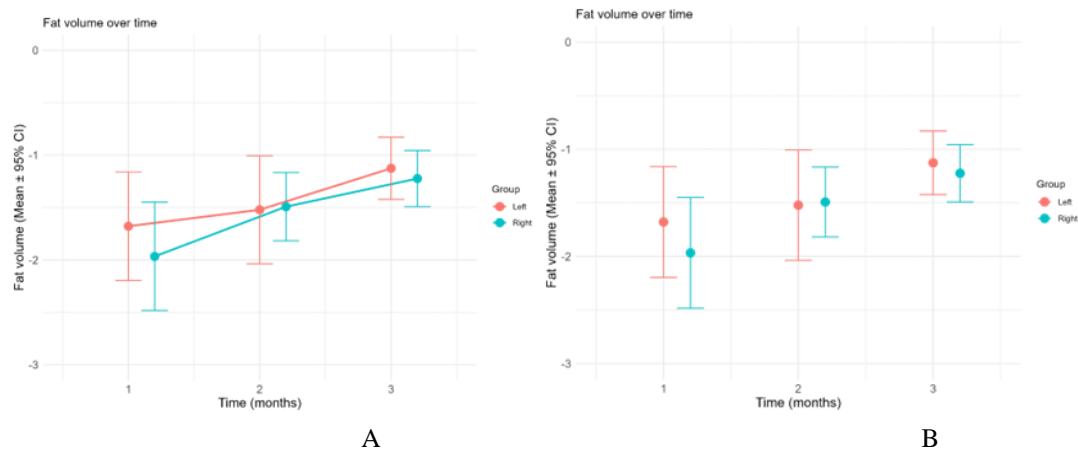 Fat volume over time
0
-1
-2
-3
Fat volume (Mean ± 95% CI)
1 2 3
Time (months)
Group
Left
Right
A
Fat volume over time
0
-1
-2
-3
Fat volume (Mean ± 95% CI)
1 2 3
Time (months)
Group
Left
Right
B